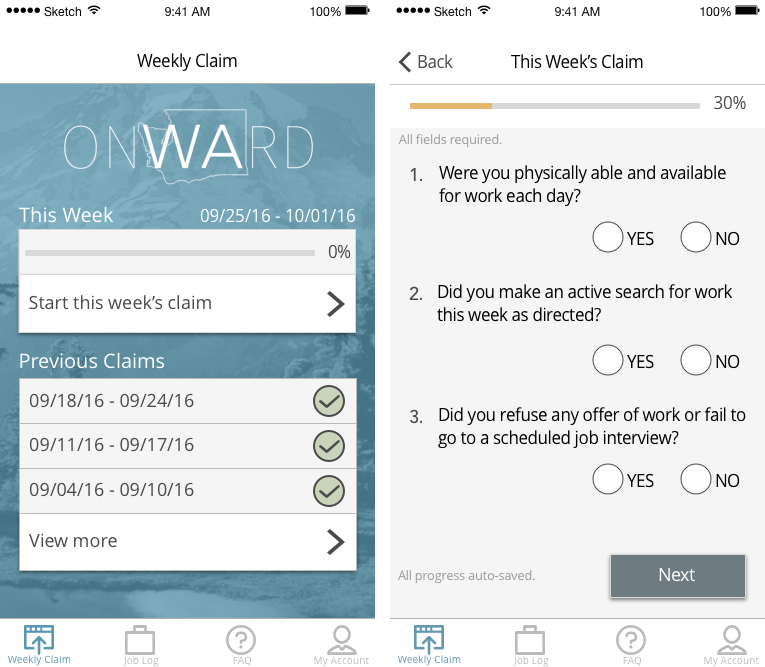 Sketch 9:41 AM 100%
Weekly Claim
ONWARD
This Week 09/25/16 - 10/01/16
0%
Start this week's claim
Previous Claims
09/18/16 - 09/24/16
09/11/16 - 09/17/16
09/04/16 - 09/10/16
View more
Weekly Claim Job Log FAQ My Account
Sketch 9:41 AM 100%
Back This Week's Claim
30%
All fields required.
1. Were you physically able and available
for work each day?
YES NO
2. Did you make an active search for work
this week as directed?
YES NO
3. Did you refuse any offer of work or fail to
go to a scheduled job interview?
YES NO
All progress auto-saved. Next
Weekly Claim Job Log FAQ My Account